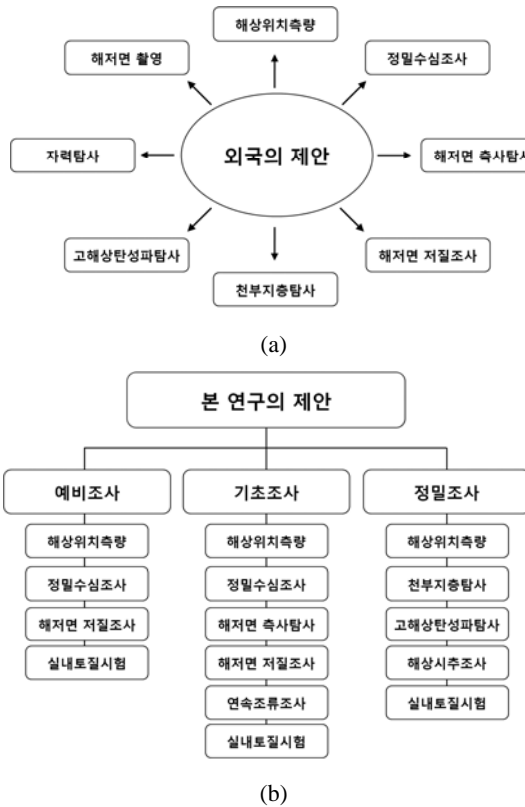 해상위치측량
해저면 촬영
정밀수심조사
자력탐사
외국의 제안
해저면 측사탐사
고해상탄성파탐사
해저면 저질조사
천부지층탐사
(a)
본 연구의 제안
예비조사
기초조사
정밀조사
해상위치측량
해상위치측량
해상위치측량
정밀수심조사
정밀수심조사
천부지층탐사
해저면 저질조사
해저면 측사탐사
고해상탄성파탐사
실내토질시험
해저면 저질조사
해상시추조사
연속조류조사
실내토질시험
실내토질시험
(b)